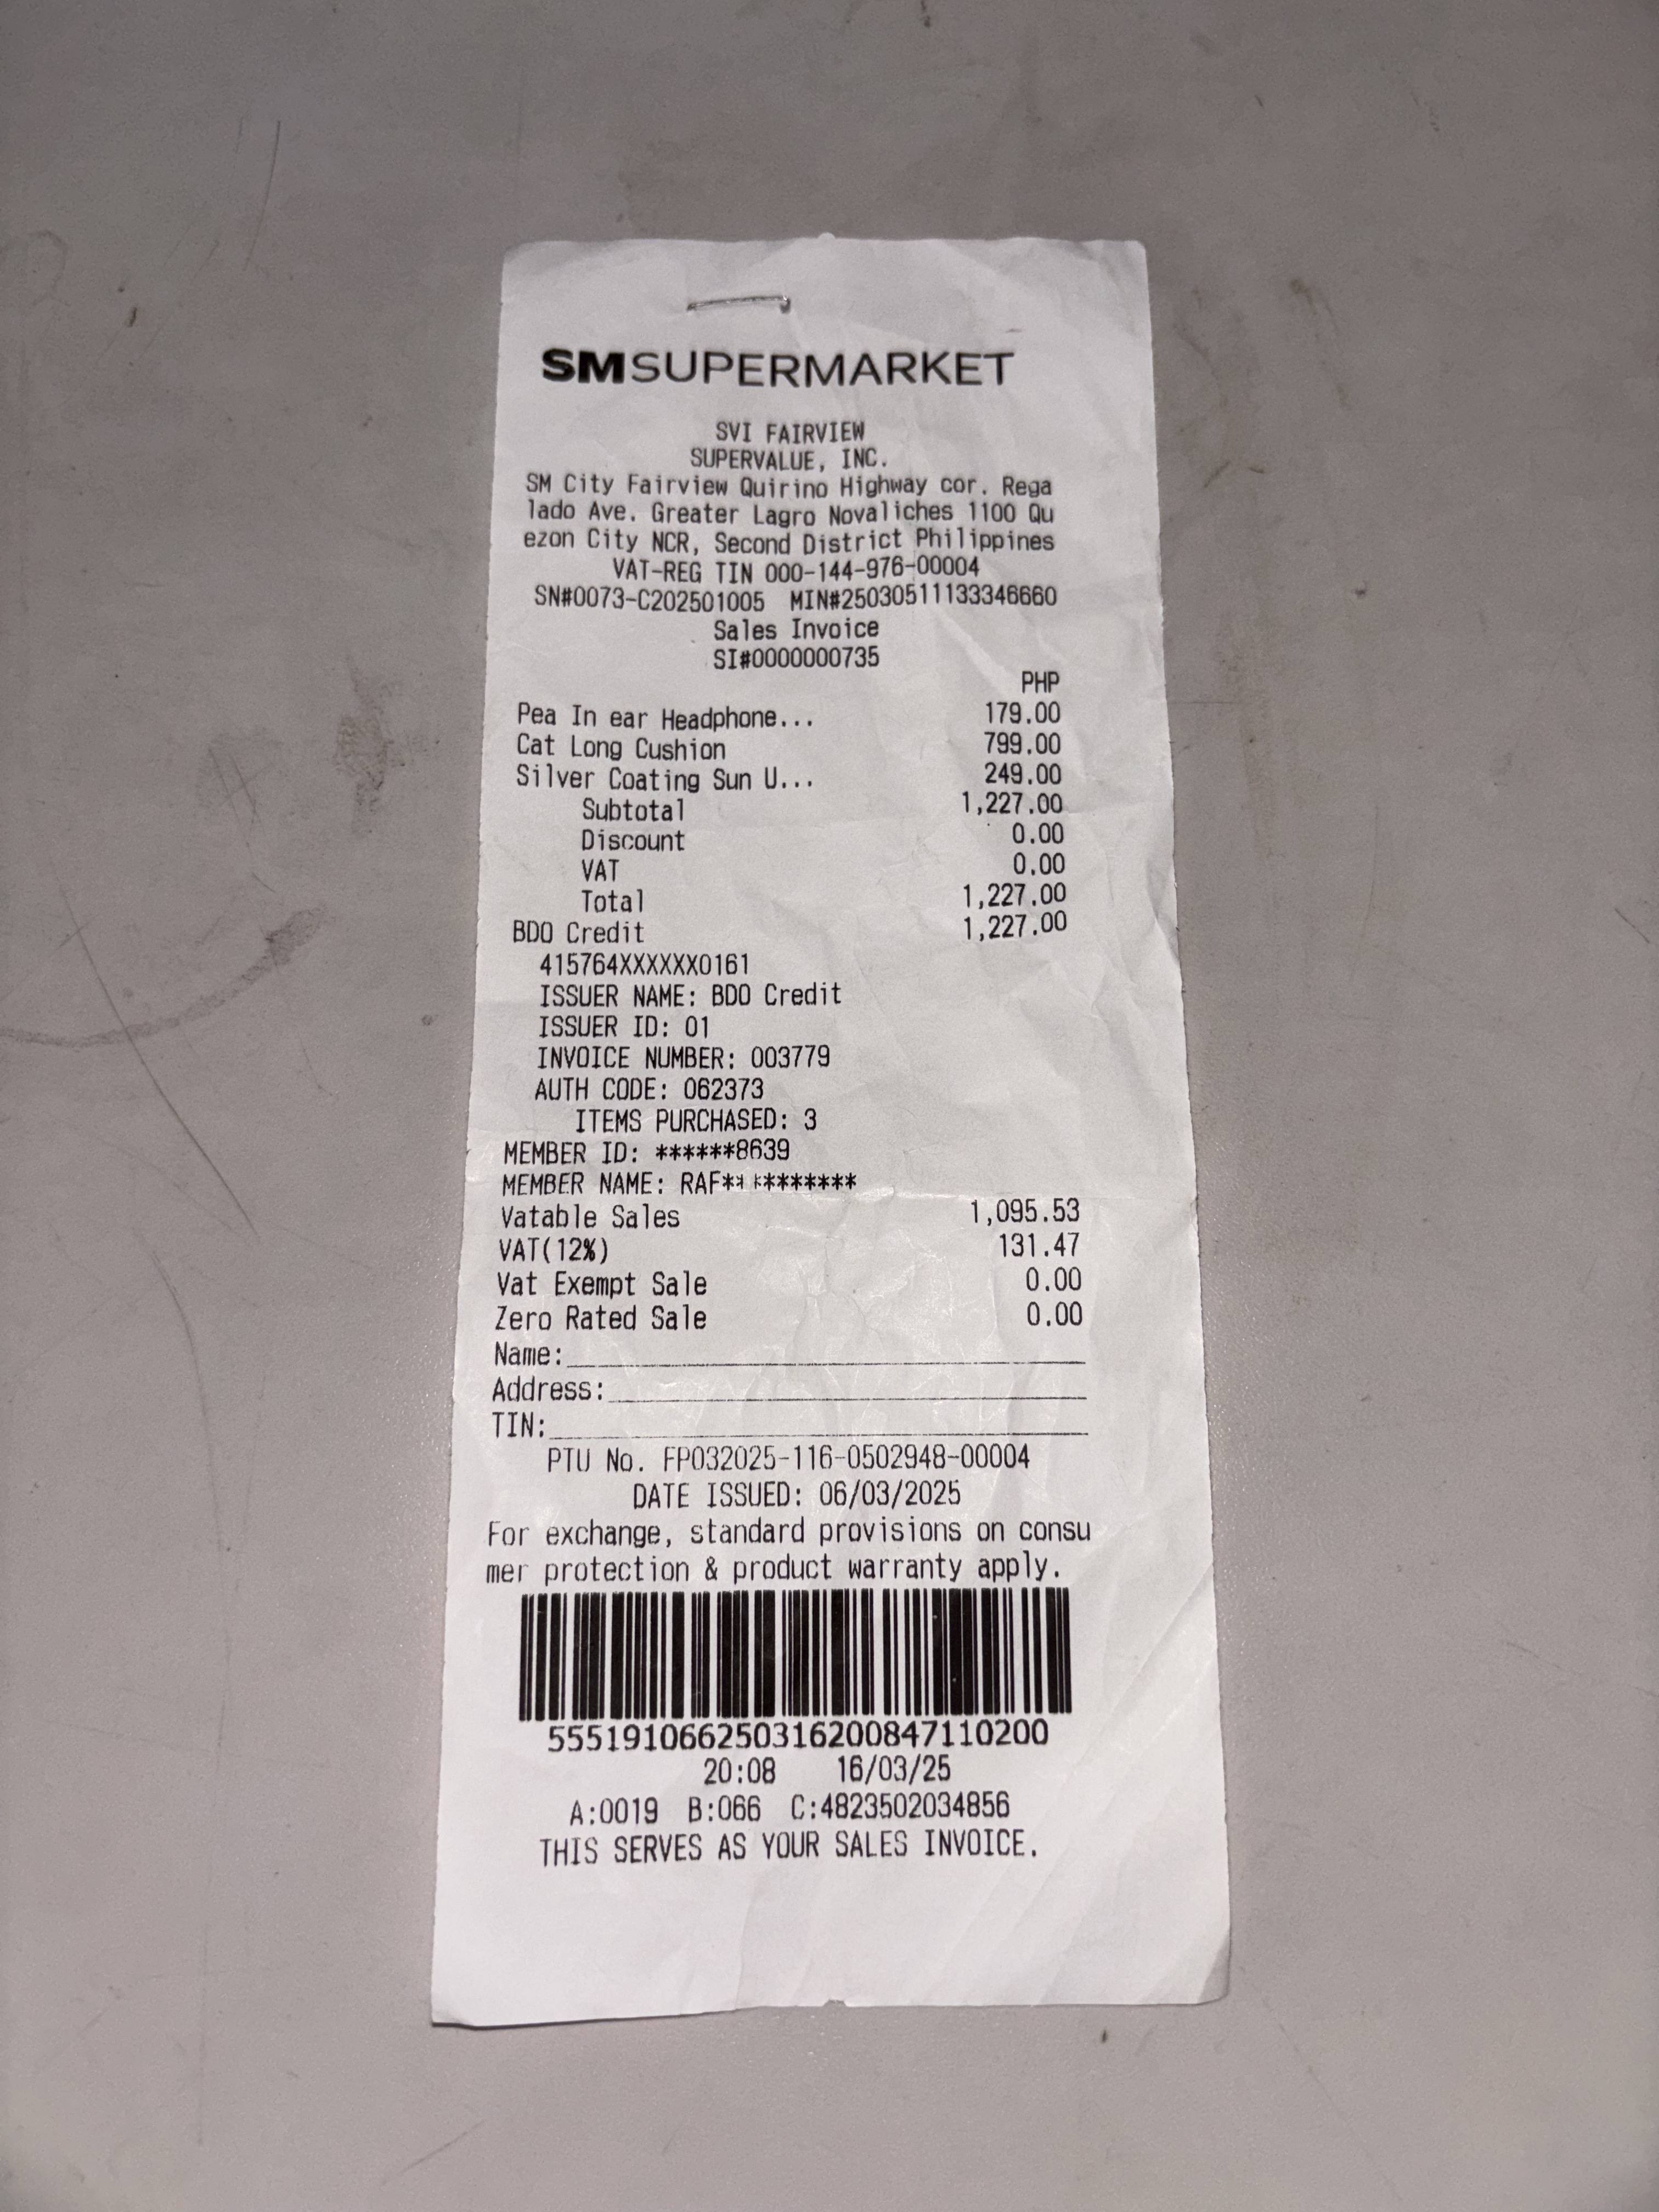 SMSUPERMARKET
SVI FAIRVIEW
SUPERVALUE, INC.
SM City Fairview Quirino Highway cor. Rega
lado Ave. Greater Lagro Novaliches 1100 Qu
ezon City NCR, Second District Philippines
VAT-REG TIN 000-144-976-00004
SN#0073-C202501005 MIN#25030511133346660
Sales Invoice
SI#0000000735
PHP
Pea In ear Headphone... 179.00
Cat Long Cushion 799.00
Silver Coating Sun U... 249.00
Subtotal 1,227.00
Discount 0.00
VAT 0.00
Total 1,227.00
BDO Credit 1,227.00
415764XXXXXX0161
ISSUER NAME: BDO Credit
ISSUER ID: 01
INVOICE NUMBER: 003779
AUTH CODE: 062373
ITEMS PURCHASED: 3
MEMBER ID: ******8639
MEMBER NAME: RAF***********
Vatable Sales 1,095.53
VAT(12%) 131.47
Vat Exempt Sale 0.00
Zero Rated Sale 0.00
Name:
Address:
TIN:
PTU No. FP032025-116-0502948-00004
DATE ISSUED: 06/03/2025
For exchange, standard provisions on consu
mer protection & product warranty apply.
555191066250316200847110200
20:08 16/03/25
A:0019 B:066 C:4823502034856
THIS SERVES AS YOUR SALES INVOICE.